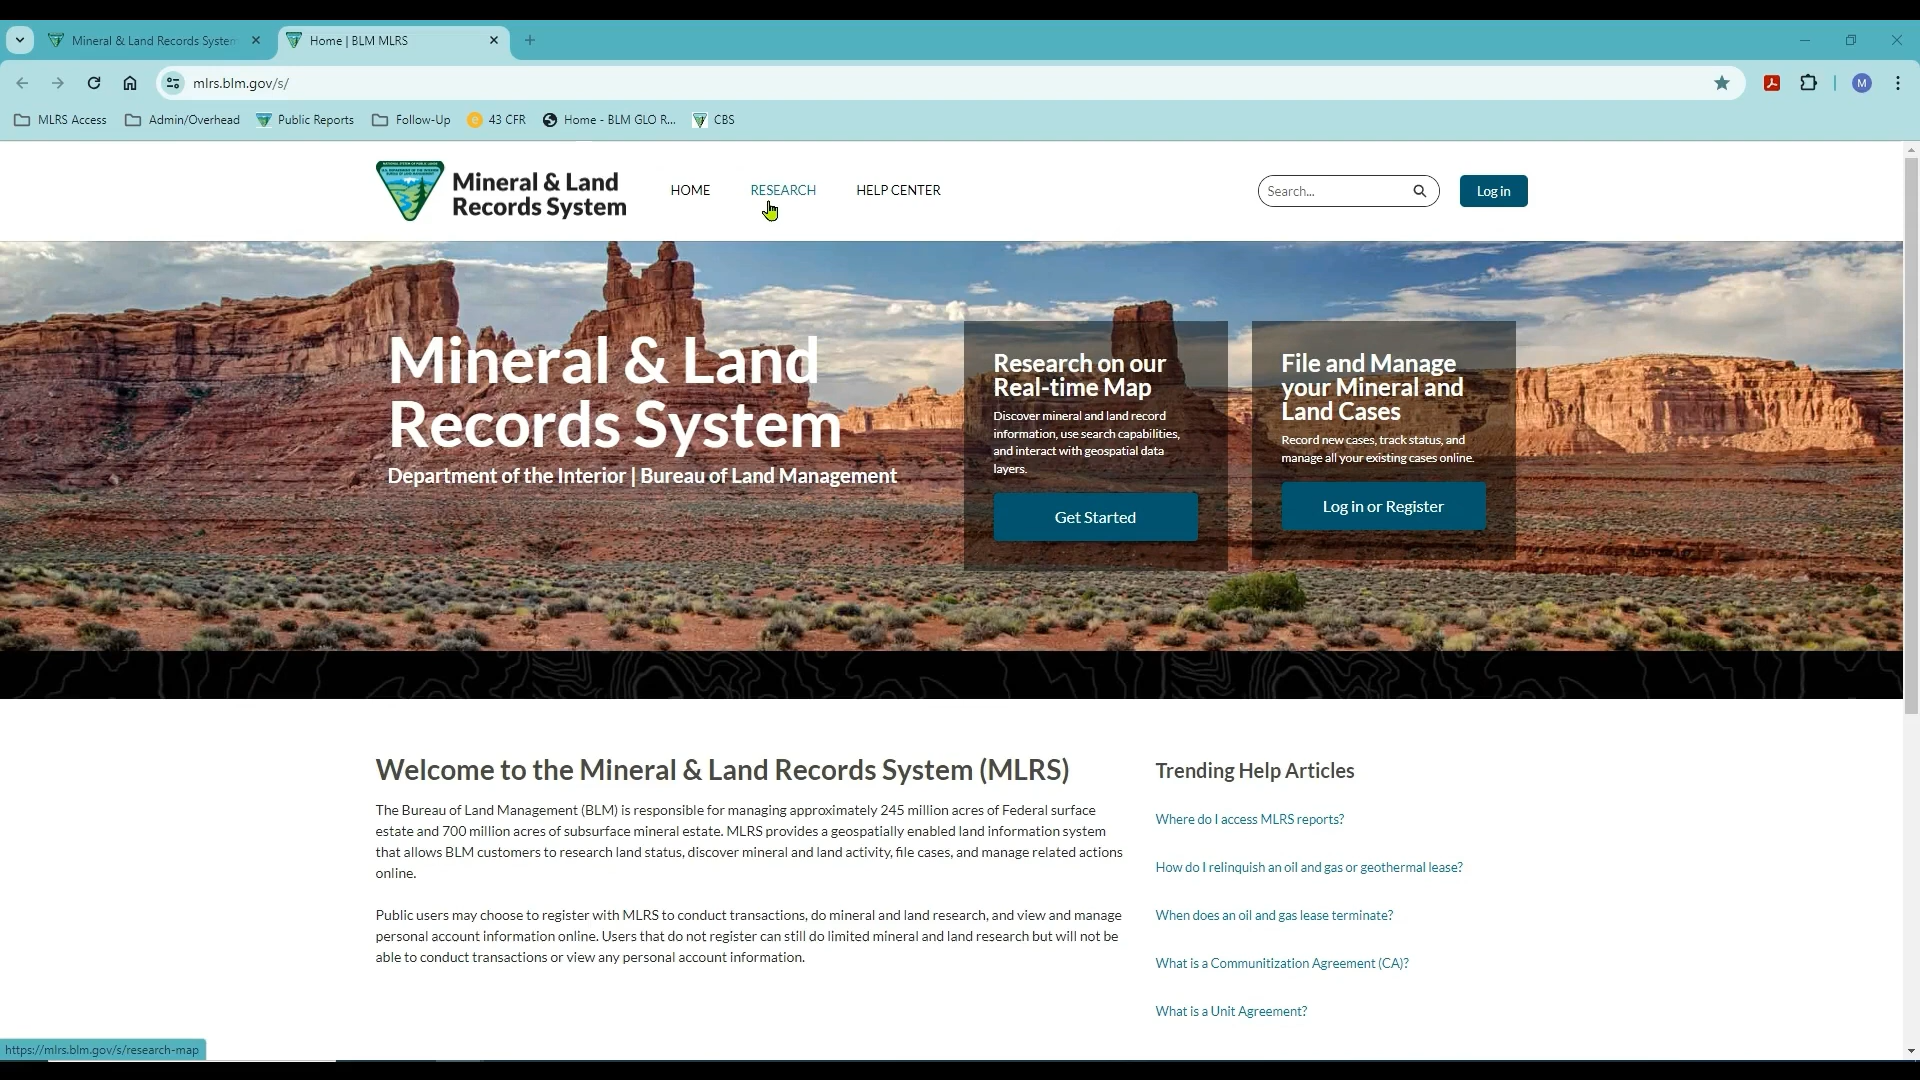 Mineral & Land Records System
Home | BLM MLRS
mlrs.blm.gov/s/
M
MLRS Access
Admin/Overhead
Public Reports
Follow-Up
43 CFR
Home - BLM GLO R...
CBS
Mineral & Land
Records System
HOME
RESEARCH
HELP CENTER
Search...
Log in
Mineral & Land
Records System
Department of the Interior | Bureau of Land Management
Research on our
Real-time Map
Discover mineral and land record
information, use search capabilities,
and interact with geospatial data
layers.
Get Started
File and Manage
your Mineral and
Land Cases
Record new cases, track status, and
manage all your existing cases online.
Log in or Register
Welcome to the Mineral & Land Records System (MLRS)
The Bureau of Land Management (BLM) is responsible for managing approximately 245 million acres of Federal surface
estate and 700 million acres of subsurface mineral estate. MLRS provides a geospatially enabled land information system
that allows BLM customers to research land status, discover mineral and land activity, file cases, and manage related actions
online.
Public users may choose to register with MLRS to conduct transactions, do mineral and land research, and view and manage
personal account information online. Users that do not register can still do limited mineral and land research but will not be
able to conduct transactions or view any personal account information.
Trending Help Articles
Where do I access MLRS reports?
How do I relinquish an oil and gas or geothermal lease?
When does an oil and gas lease terminate?
What is a Communitization Agreement (CA)?
What is a Unit Agreement?
https://mlrs.blm.gov/s/research-map